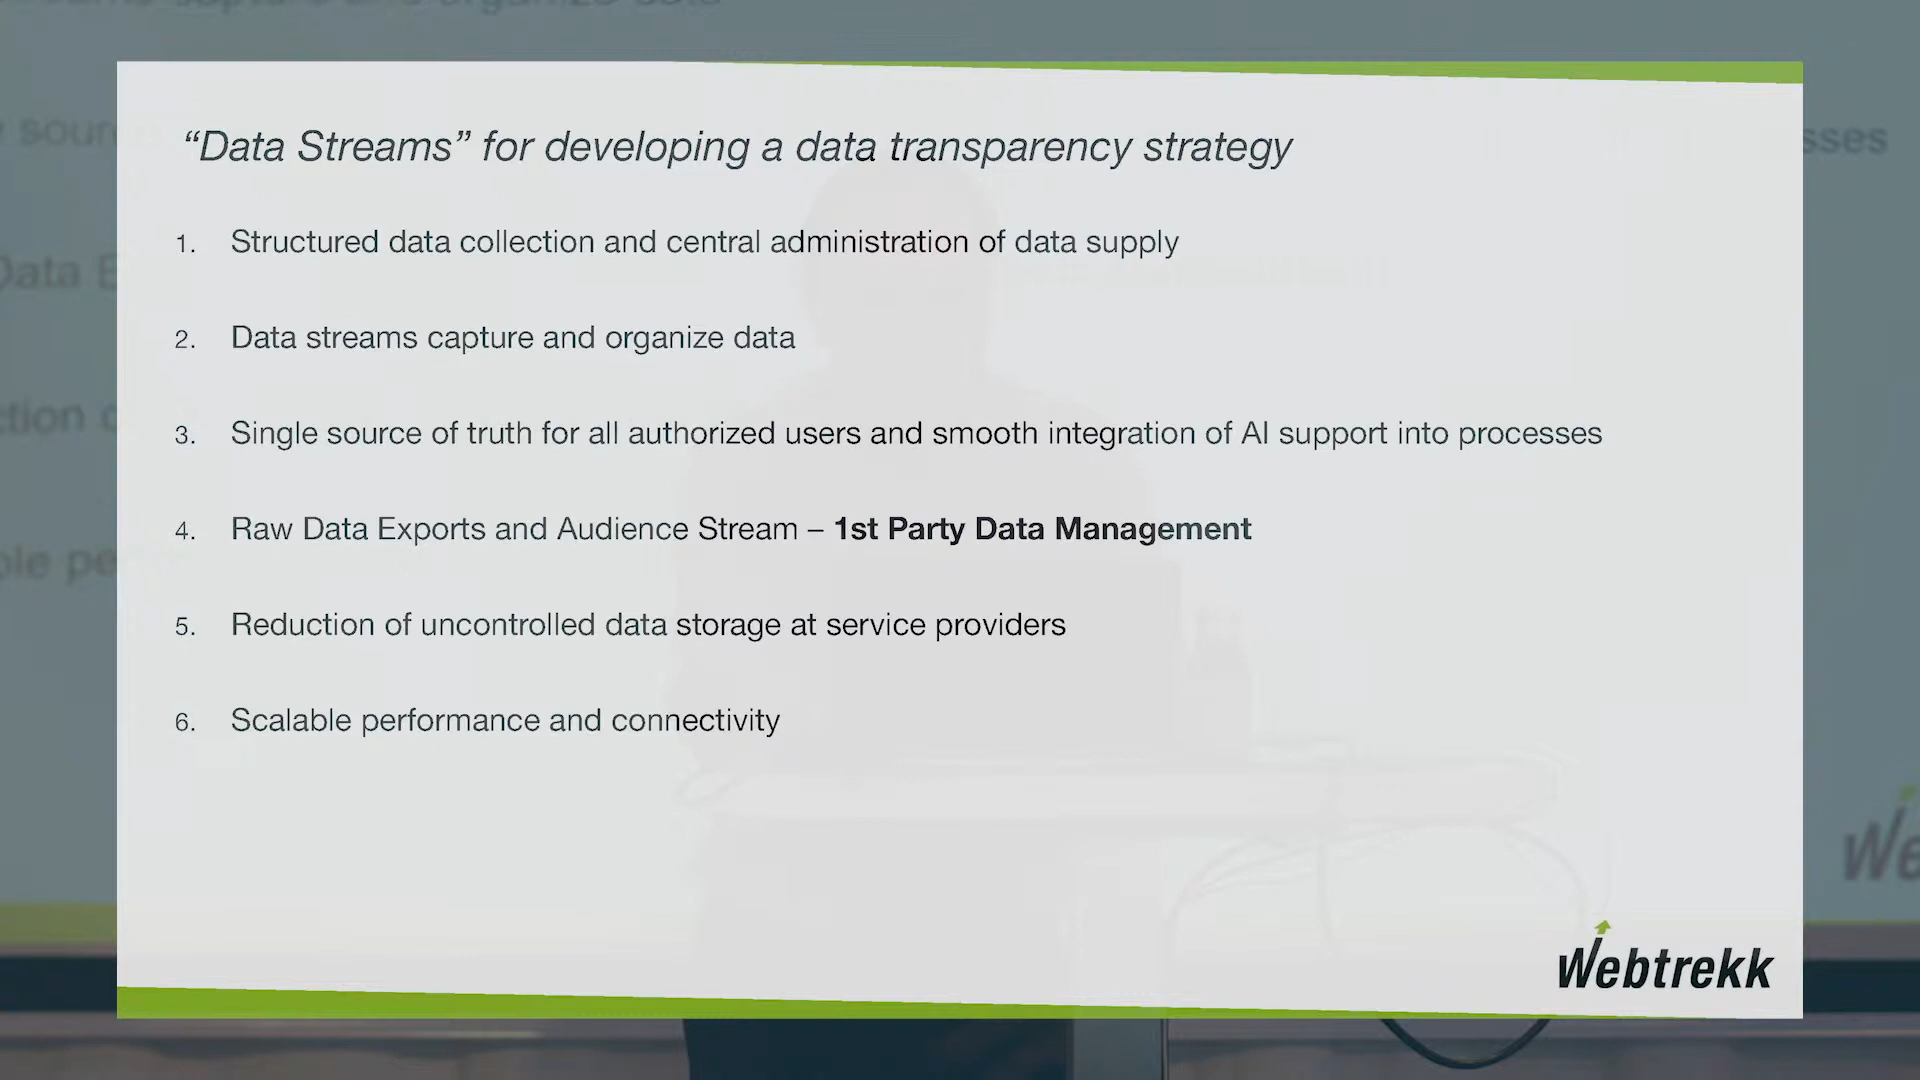 “Data Streams” for developing a data transparency strategy
1. Structured data collection and central administration of data supply
2. Data streams capture and organize data
3. Single source of truth for all authorized users and smooth integration of AI support into processes
4. Raw Data Exports and Audience Stream – 1st Party Data Management
5. Reduction of uncontrolled data storage at service providers
6. Scalable performance and connectivity
Webtrekk